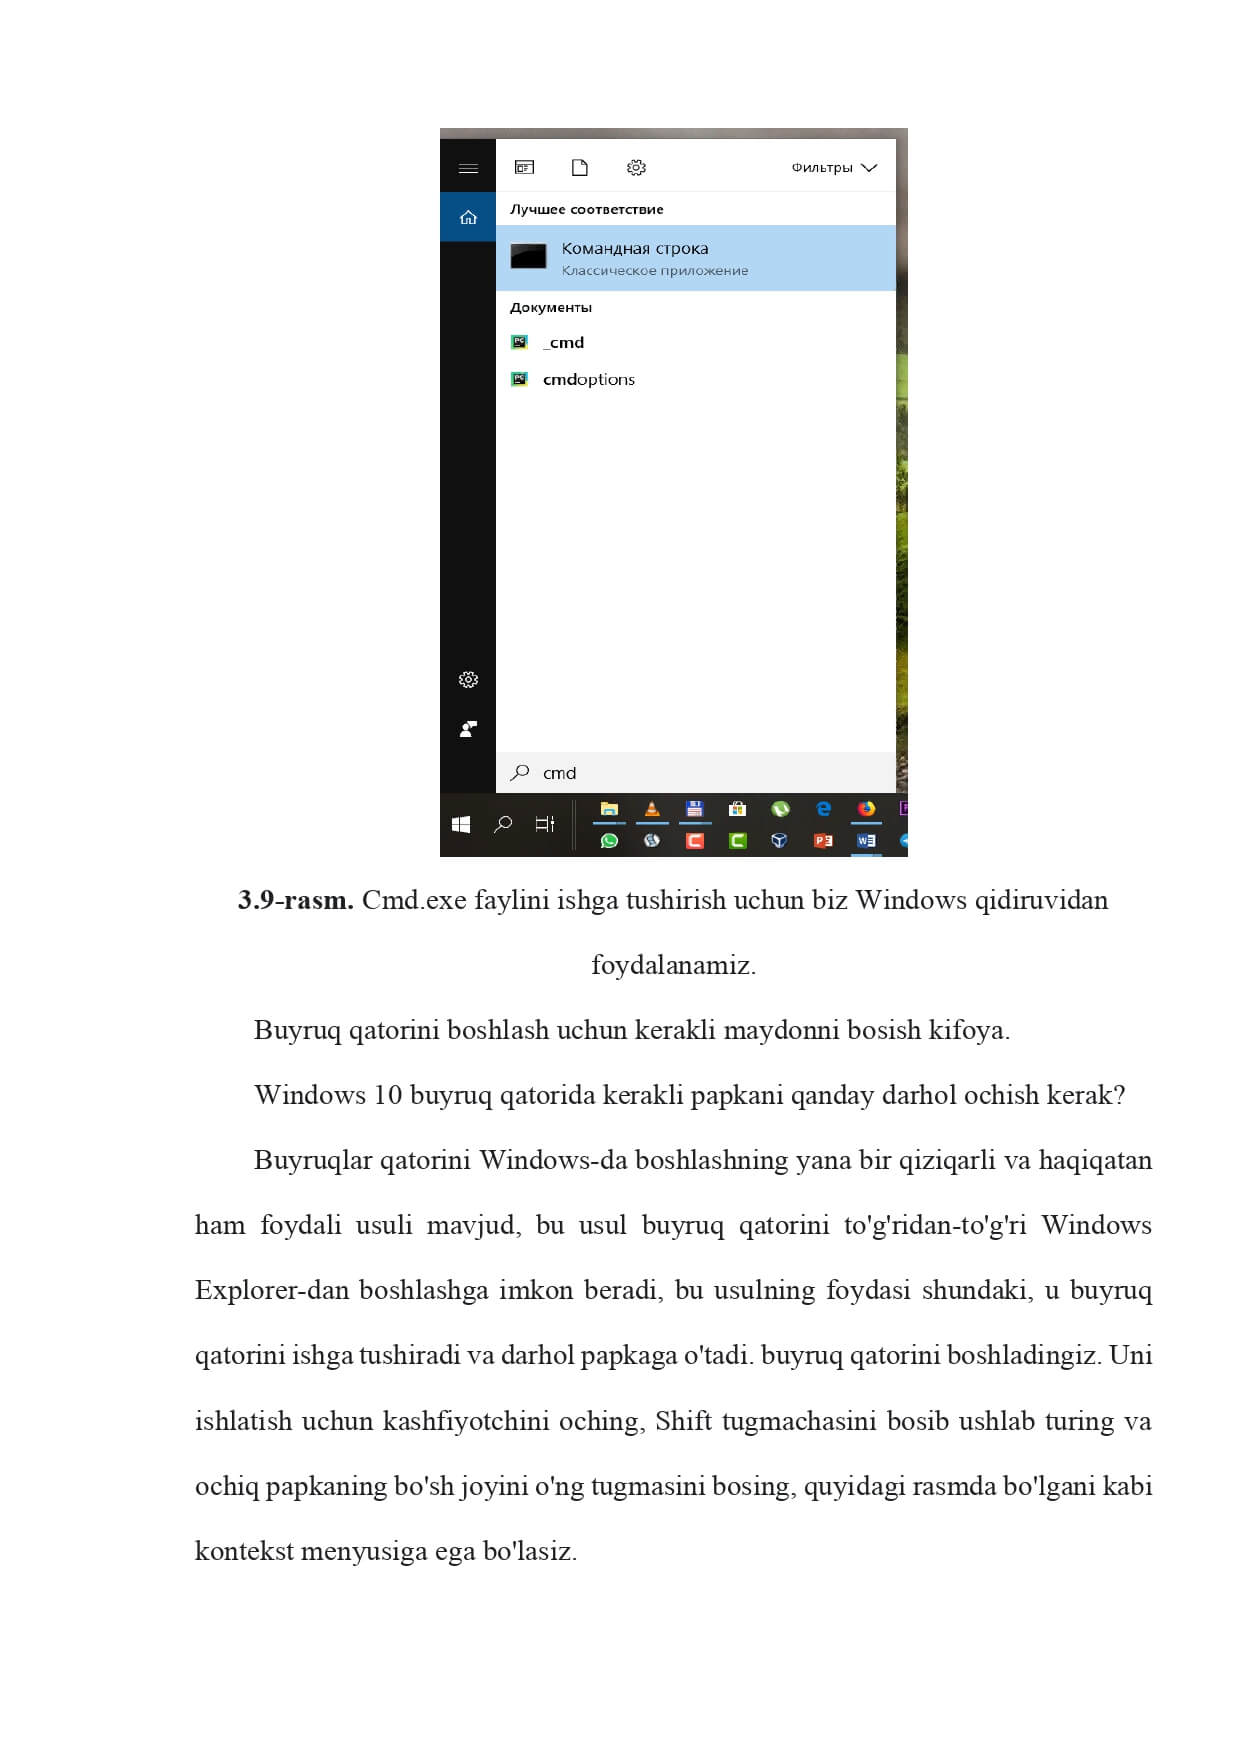 Фильтры
Лучшее соответствие
Командная строка
Классическое приложение
Документы
_cmd
cmdoptions
cmd
3.9-rasm. Cmd.exe faylini ishga tushirish uchun biz Windows qidiruvidan
foydalanamiz.
Buyruq qatorini boshlash uchun kerakli maydonni bosish kifoya.
Windows 10 buyruq qatorida kerakli papkani qanday darhol ochish kerak?
Buyruqlar qatorini Windows-da boshlashning yana bir qiziqarli va haqiqatan
ham foydali usuli mavjud, bu usul buyruq qatorini to'g'ridan-to'g'ri Windows
Explorer-dan boshlashga imkon beradi, bu usulning foydasi shundaki, u buyruq
qatorini ishga tushiradi va darhol papkaga o'tadi. buyruq qatorini boshladingiz. Uni
ishlatish uchun kashfiyotchini oching, Shift tugmachasini bosib ushlab turing va
ochiq papkaning bo'sh joyini o'ng tugmasini bosing, quyidagi rasmda bo'lgani kabi
kontekst menyusiga ega bo'lasiz.